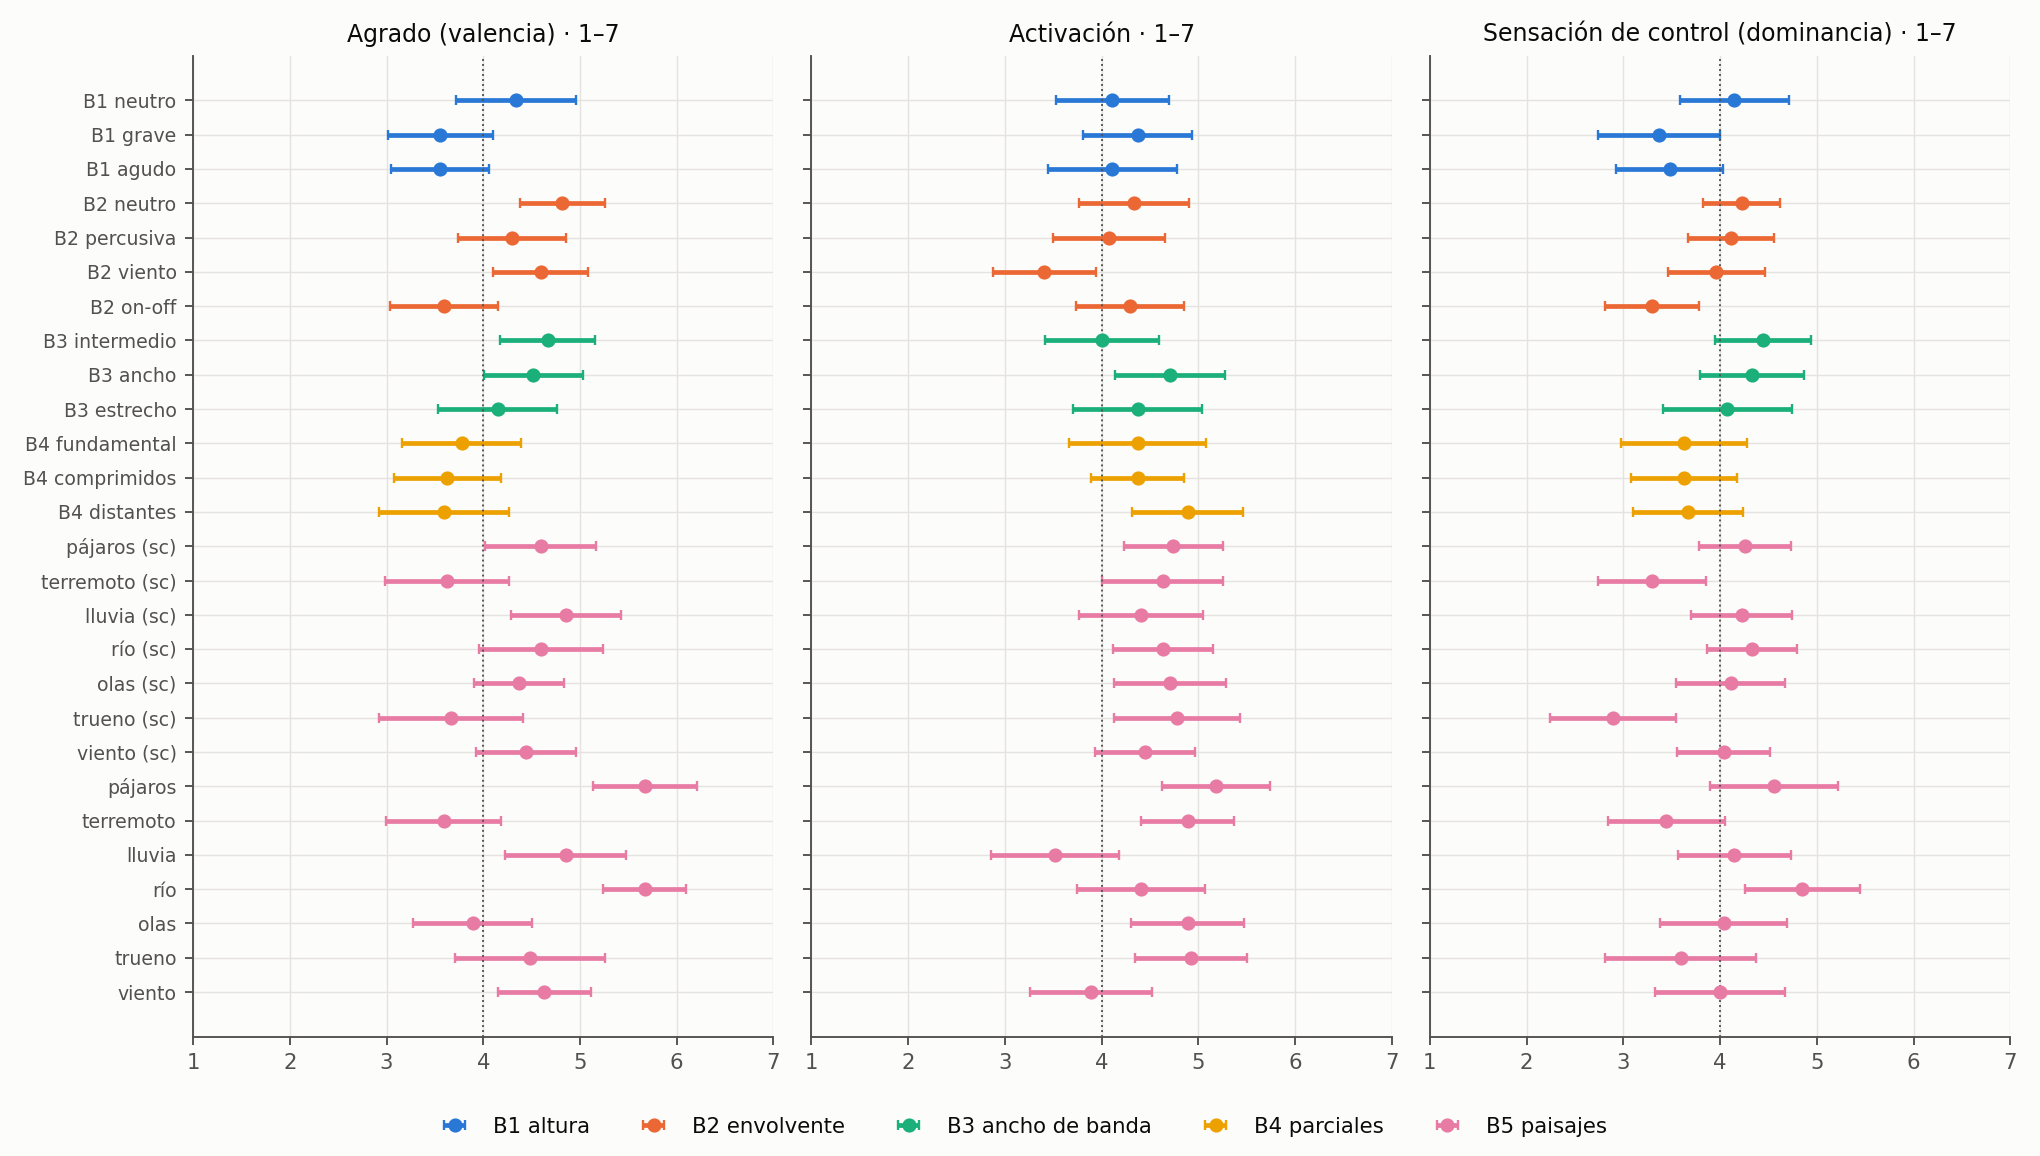 Agrado (valencia) · 1–7
Activación · 1–7
Sensación de control (dominancia) · 1–7
B1 neutro
B1 grave
B1 agudo
B2 neutro
B2 percusiva
B2 viento
B2 on-off
B3 intermedio
B3 ancho
B3 estrecho
B4 fundamental
B4 comprimidos
B4 distantes
pájaros (sc)
terremoto (sc)
lluvia (sc)
río (sc)
olas (sc)
trueno (sc)
viento (sc)
pájaros
terremoto
lluvia
río
olas
trueno
viento
1 2 3 4 5 6 7
1 2 3 4 5 6 7
1 2 3 4 5 6 7
B1 altura B2 envolvente B3 ancho de banda B4 parciales B5 paisajes